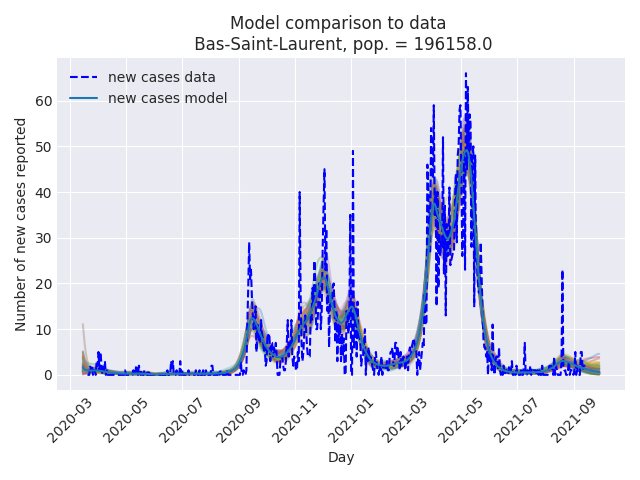 Model comparison to data
Bas-Saint-Laurent, pop. = 196158.0
new cases data
new cases model
Number of new cases reported
60
50
40
30
20
10
0
2020-03
2020-05
2020-07
2020-09
2020-11
2021-01
2021-03
2021-05
2021-07
2021-09
Day